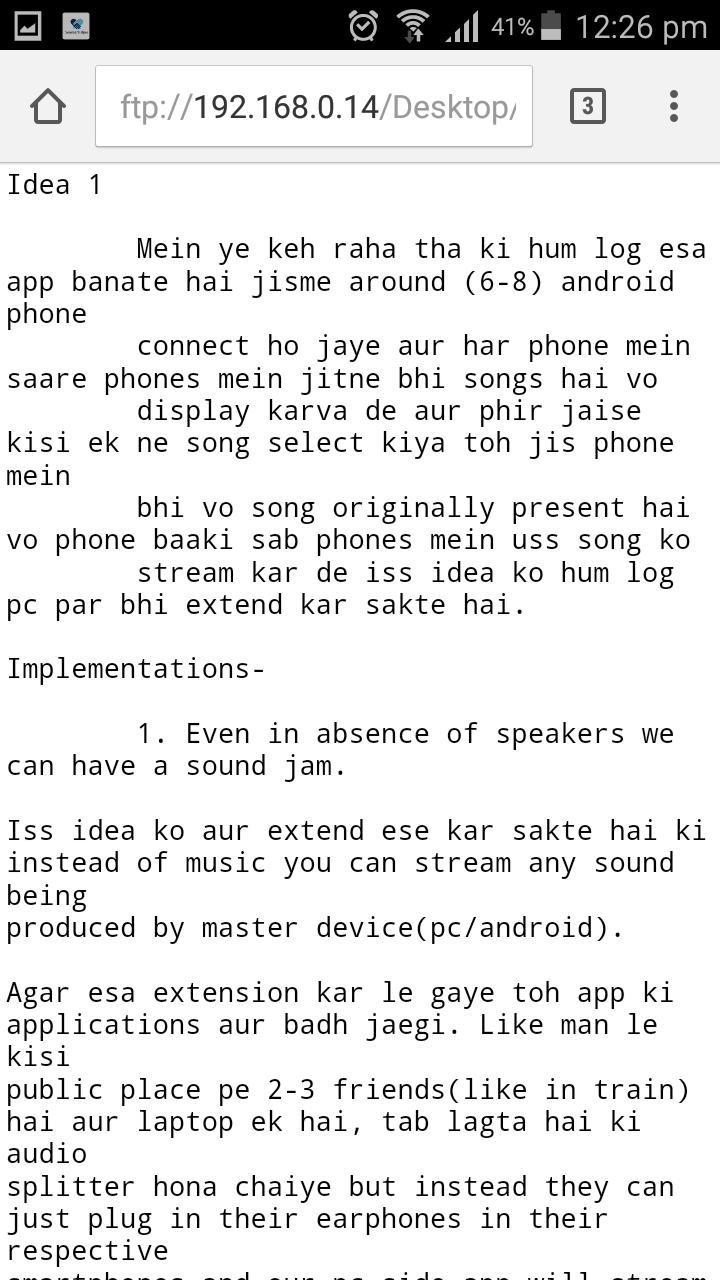 41% 12:26 pm
ftp://192.168.0.14/Desktop/
3
Idea 1
Mein ye keh raha tha ki hum log esa
app banate hai jisme around (6-8) android
phone
connect ho jaye aur har phone mein
saare phones mein jitne bhi songs hai vo
display karva de aur phir jaise
kisi ek ne song select kiya toh jis phone
mein
bhi vo song originally present hai
vo phone baaki sab phones mein uss song ko
stream kar de iss idea ko hum log
pc par bhi extend kar sakte hai.
Implementations-
1. Even in absence of speakers we
can have a sound jam.
Iss idea ko aur extend ese kar sakte hai ki
instead of music you can stream any sound
being
produced by master device(pc/android).
Agar esa extension kar le gaye toh app ki
applications aur badh jaegi. Like man le
kisi
public place pe 2-3 friends(like in train)
hai aur laptop ek hai, tab lagta hai ki
audio
splitter hona chaiye but instead they can
just plug in their earphones in their
respective
smartphones and our pc side app will stream